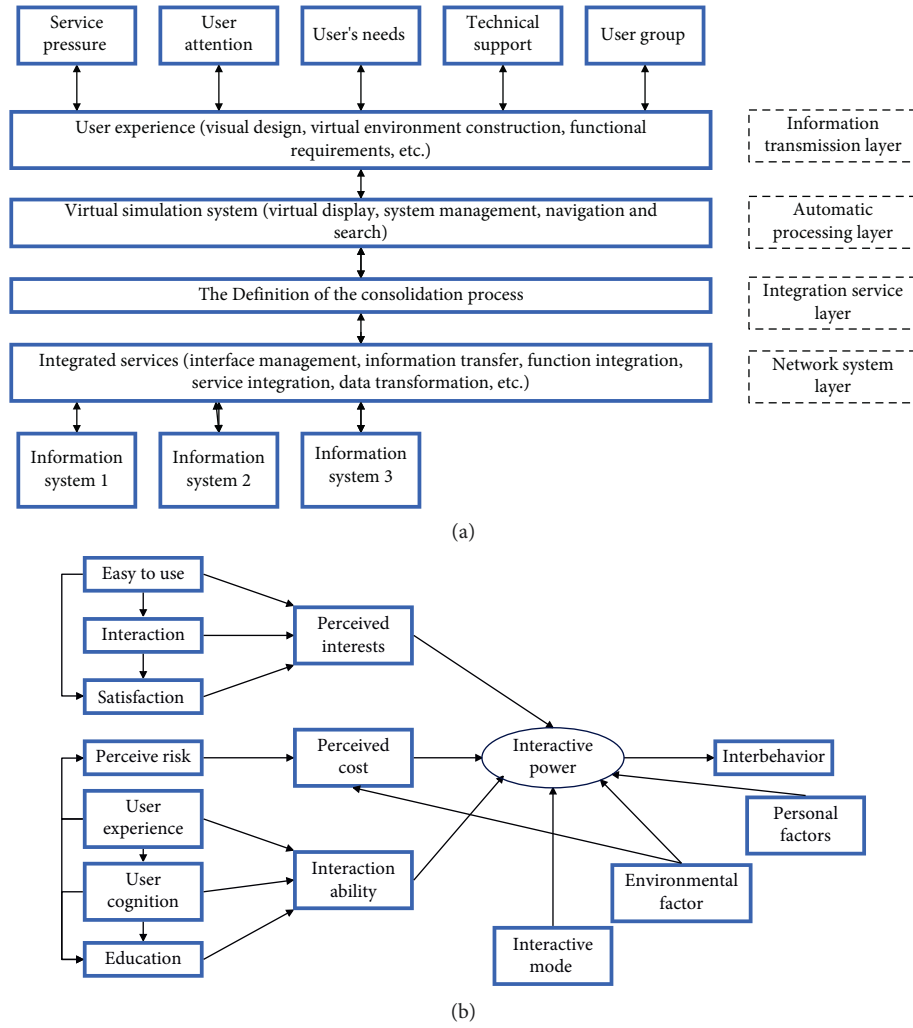 Service
pressure
User
attention
User's needs
Technical
support
User group
User experience (visual design, virtual environment construction, functional
requirements, etc.)
Information
transmission layer
Virtual simulation system (virtual display, system management, navigation and
search)
Automatic
processing layer
The Definition of the consolidation process
Integration service
layer
Integrated services (interface management, information transfer, function integration,
service integration, data transformation, etc.)
Network system
layer
Information
system 1
Information
system 2
Information
system 3
(a)
Easy to use
Interaction
Satisfaction
Perceived
interests
Perceive risk
Perceived
cost
Interactive
power
Interbehavior
User
experience
User
cognition
Education
Interaction
ability
Interactive
mode
Environmental
factor
Personal
factors
(b)